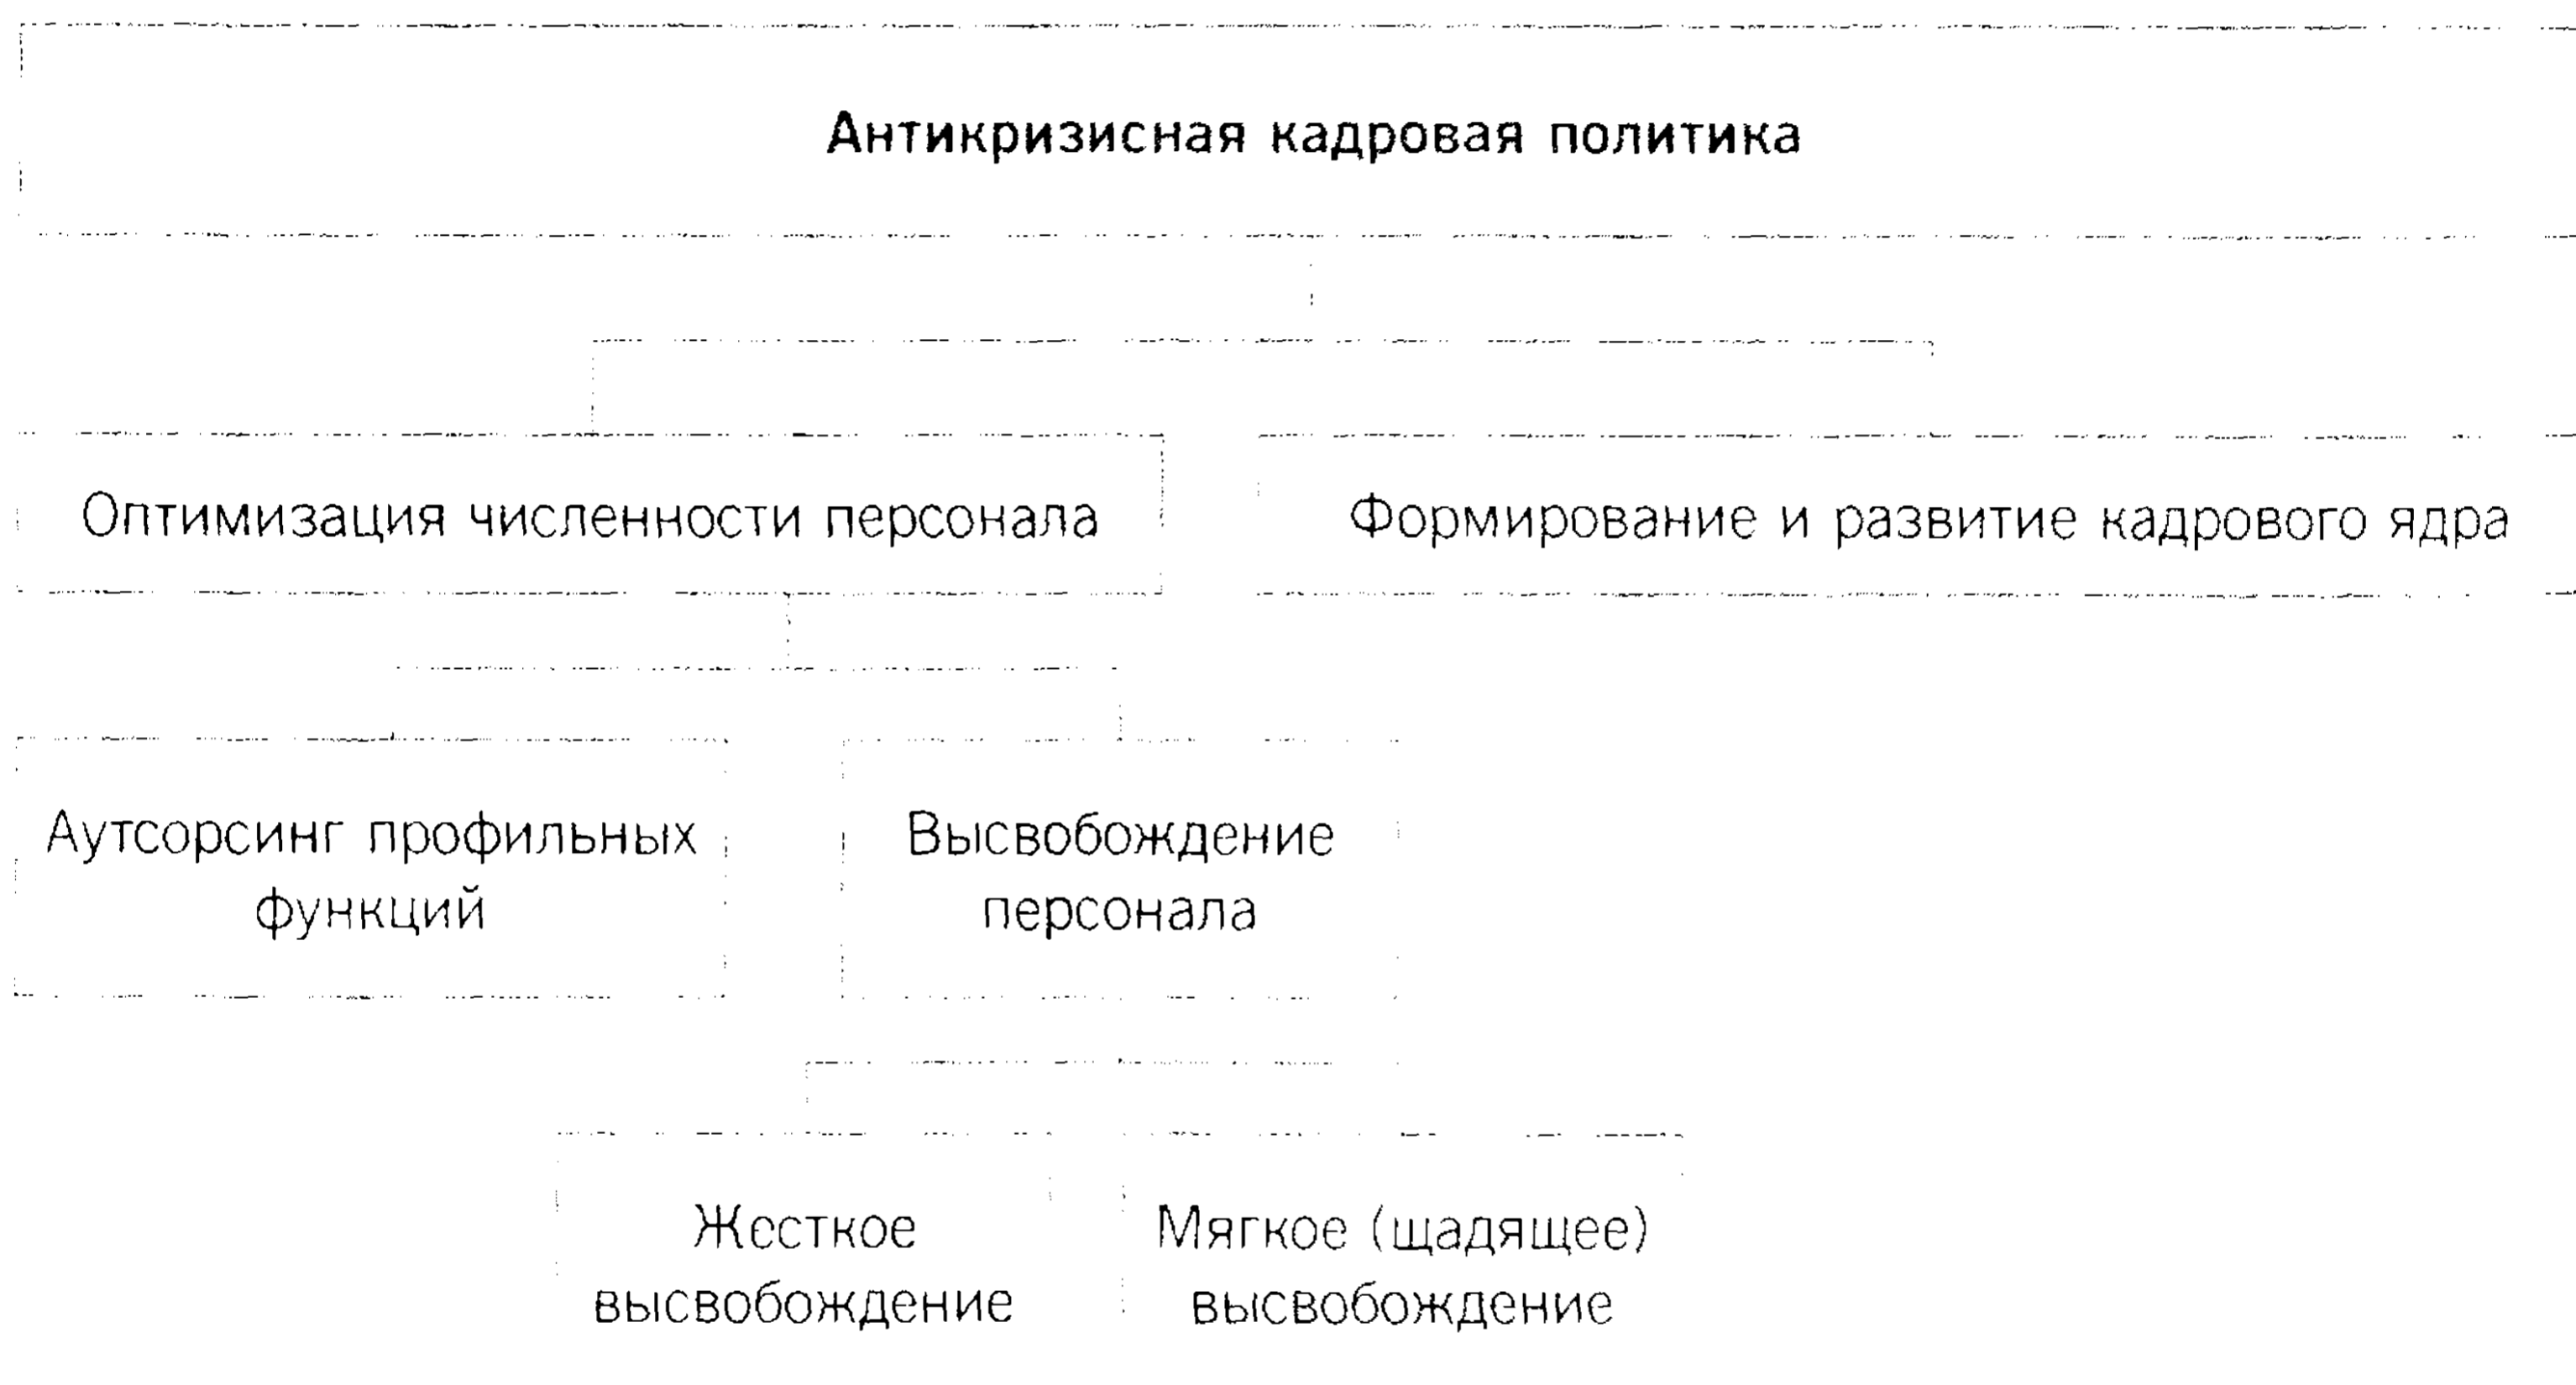 Антикризисная кадровая политика
Оптимизация численности персонала
Формирование и развитие кадрового ядра
Аутсорсинг профильных
функций
Высвобождение
персонала
Жесткое
высвобождение
Мягкое (щадящее)
высвобождение